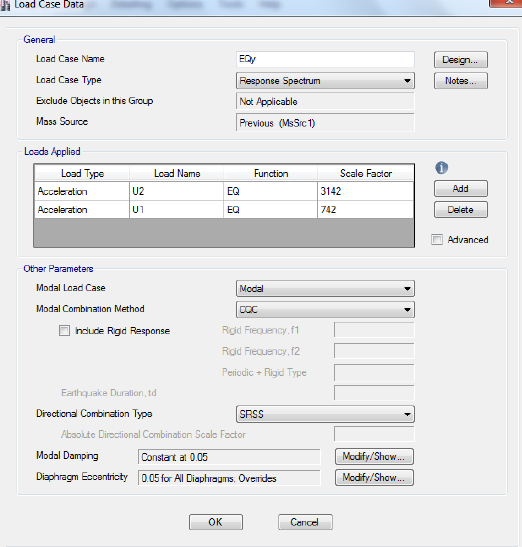 Load Case Data
Detailing Options Tools Help
General
Load Case Name EQy Design...
Load Case Type Response Spectrum Notes...
Exclude Objects in this Group Not Applicable
Mass Source Previous (MsSrc1)
Loads Applied
Load Type Load Name Function Scale Factor
Acceleration U2 EQ 3142 Add
Acceleration U1 EQ 742 Delete
Advanced
Other Parameters
Modal Load Case Modal
Modal Combination Method CQC
Include Rigid Response Rigid Frequency, f1
Rigid Frequency, f2
Periodic + Rigid Type
Earthquake Duration, td
Directional Combination Type SRSS
Absolute Directional Combination Scale Factor
Modal Damping Constant at 0.05 Modify/Show...
Diaphragm Eccentricity 0.05 for All Diaphragms; Overrides Modify/Show...
OK Cancel